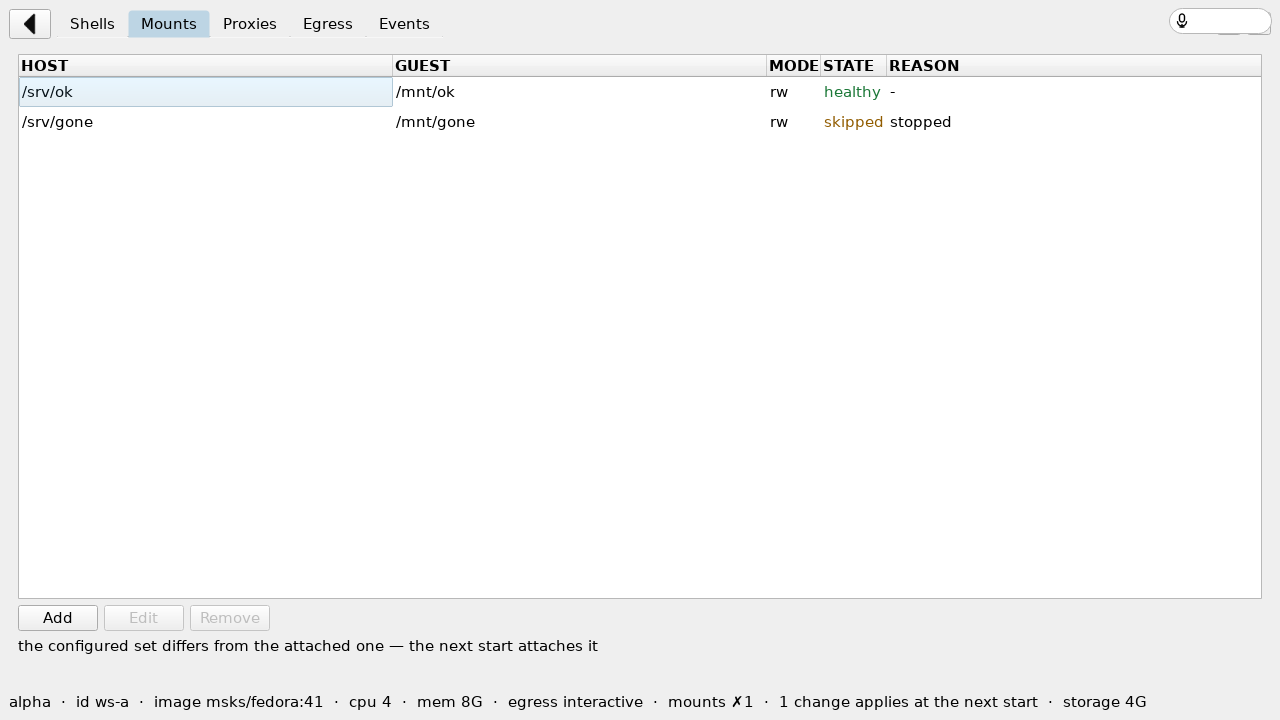 Shells Mounts Proxies Egress Events
HOST GUEST MODE STATE REASON
/srv/ok /mnt/ok rw healthy -
/srv/gone /mnt/gone rw skipped stopped
Add Edit Remove
the configured set differs from the attached one — the next start attaches it
alpha · id ws-a · image msks/fedora:41 · cpu 4 · mem 8G · egress interactive · mounts ✗1 · 1 change applies at the next start · storage 4G